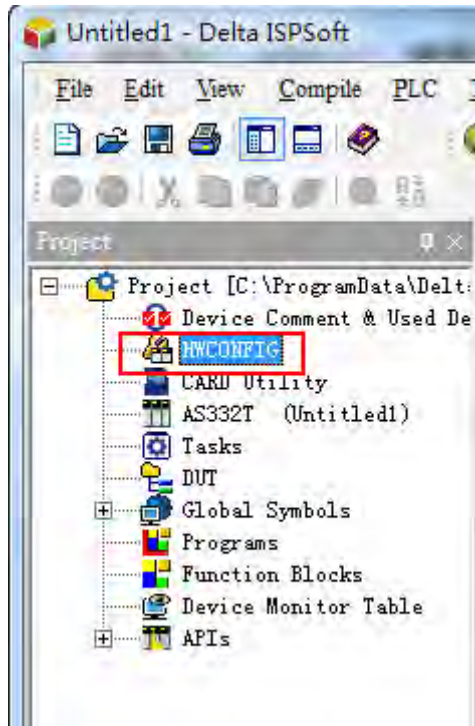 Untitled1 - Delta ISPSoft
File Edit View Compile PLC
Project
Project [C:\ProgramData\Delt
Device Comment & Used De
HWCONFIG
CARD Utility
AS332T (Untitled1)
Tasks
DUT
Global Symbols
Programs
Function Blocks
Device Monitor Table
APIs